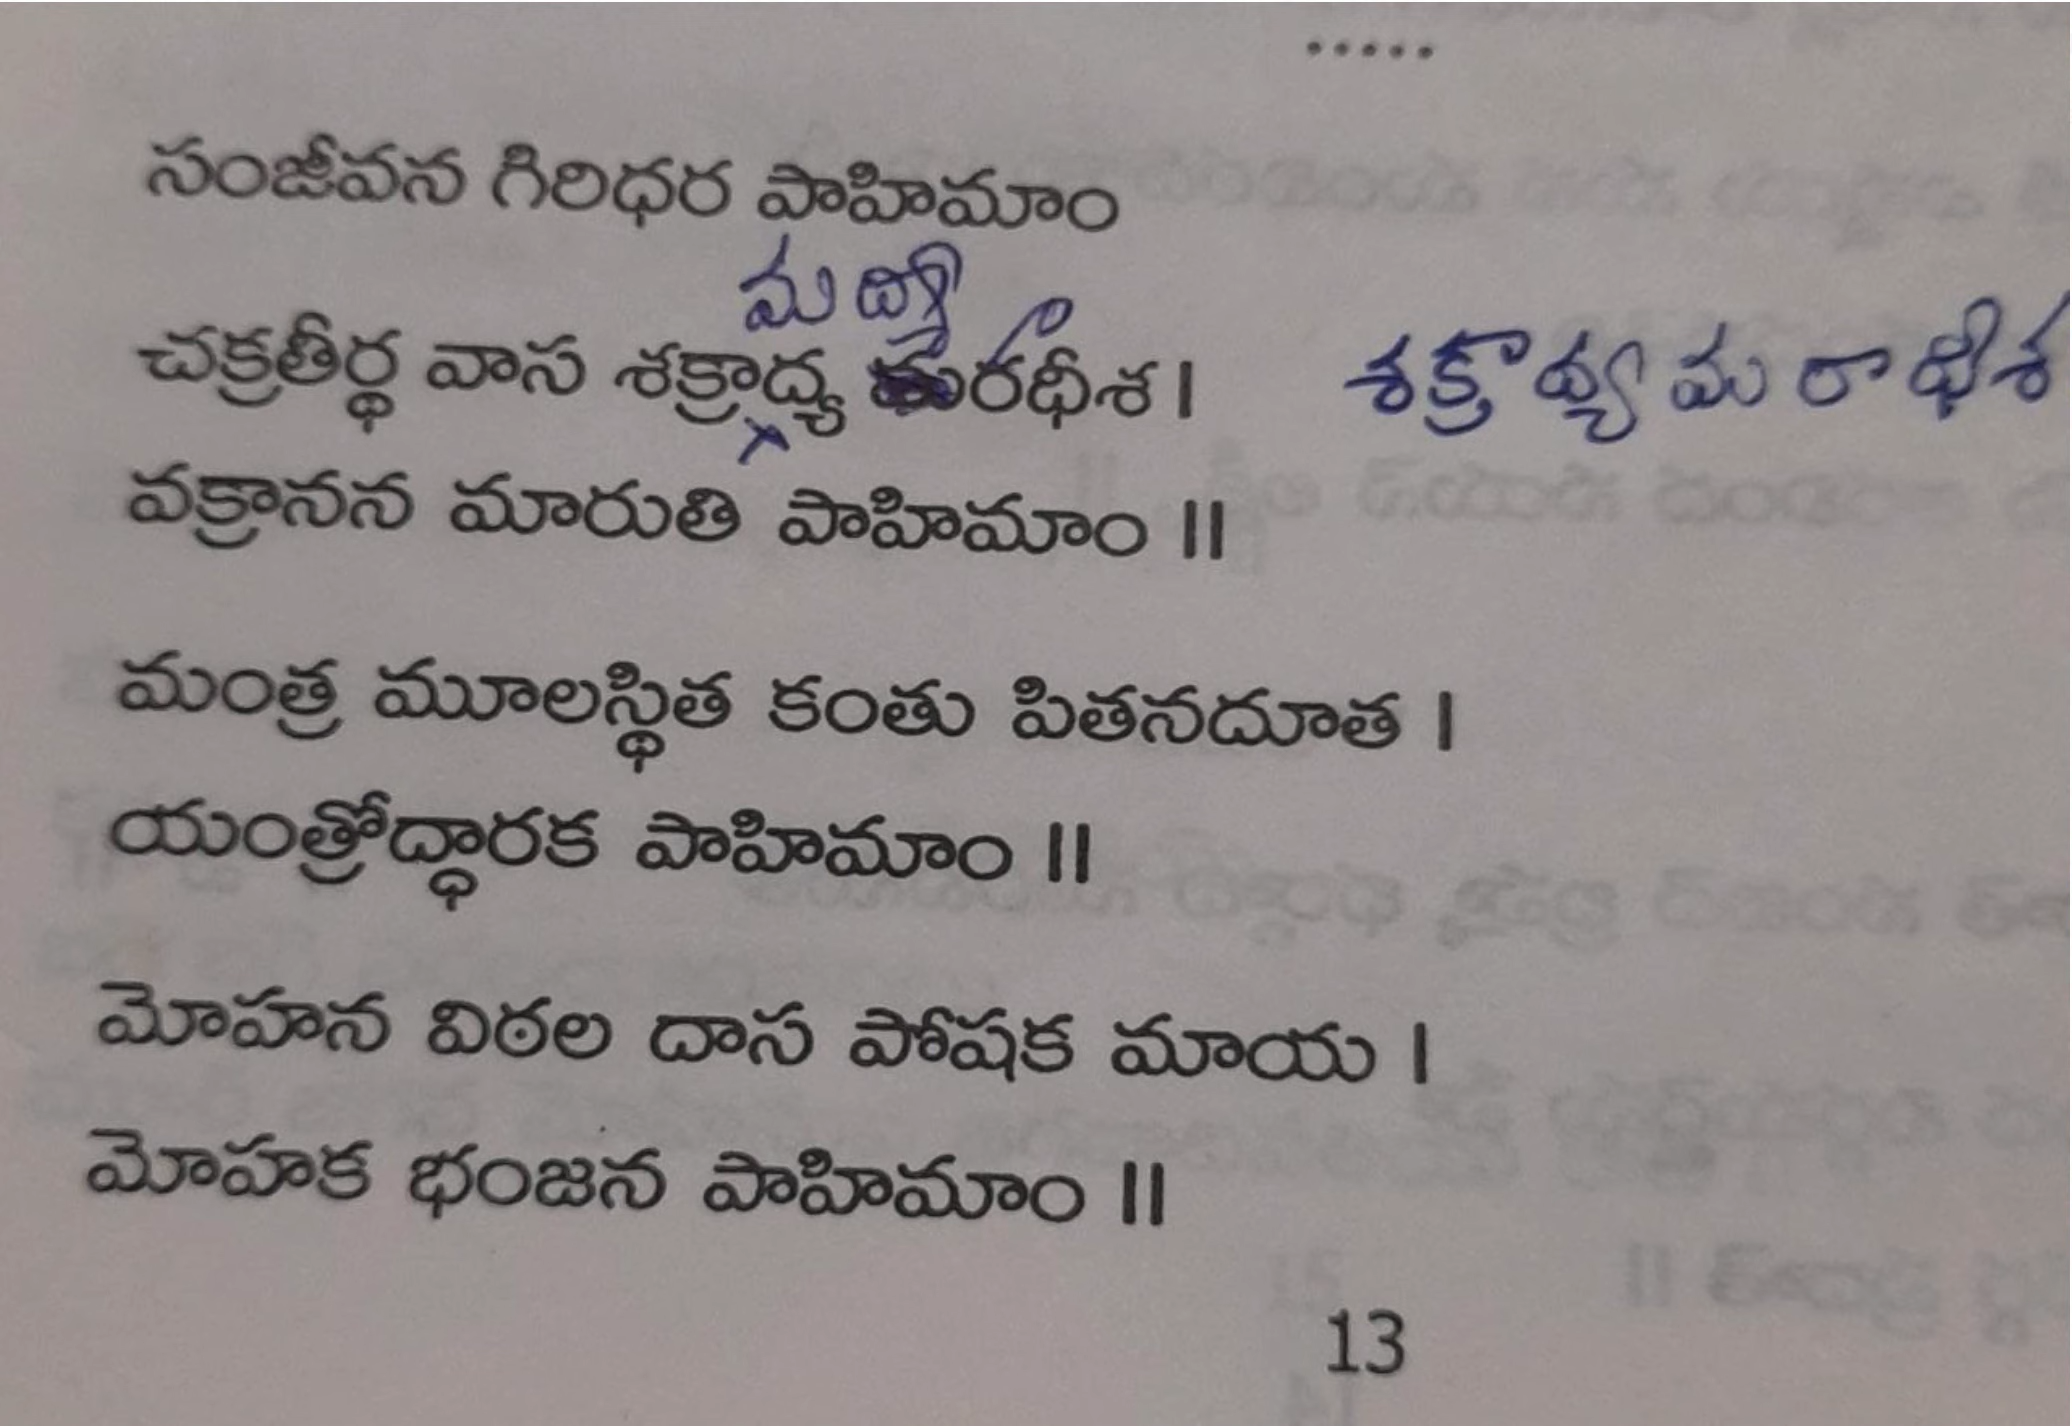 .....
సంజీవన గిరిధర పాహిమాం
చక్రతీర్థ వాస శక్రాద్య రధీశ। శక్రాద్యమరాధీశ
వక్రానన మారుతి పాహిమాం ॥
మంత్ర మూలస్థిత కంతు పితనదూత ।
యంత్రోద్ధారక పాహిమాం ॥
మోహన విఠల దాస పోషక మాయ ।
మోహక భంజన పాహిమాం ॥
13